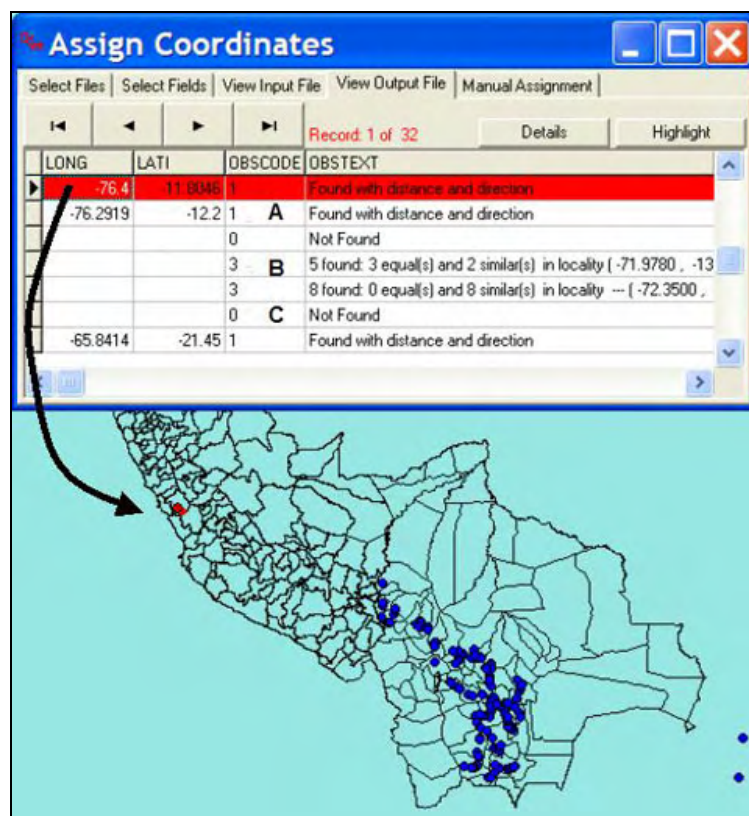 Assign Coordinates
Select Files Select Fields View Input File View Output File Manual Assignment
Record: 1 of 32 Details Highlight
LONG LATI OBSCODE OBSTEXT
-76.4 -11.8046 1 Found with distance and direction
-76.2919 -12.2 1 A Found with distance and direction
0 Not Found
3 B 5 found: 3 equal(s) and 2 similar(s) in locality ( -71.9780 , -13
3 8 found: 0 equal(s) and 8 similar(s) in locality --- ( -72.3500 ,
0 C Not Found
-65.8414 -21.45 1 Found with distance and direction